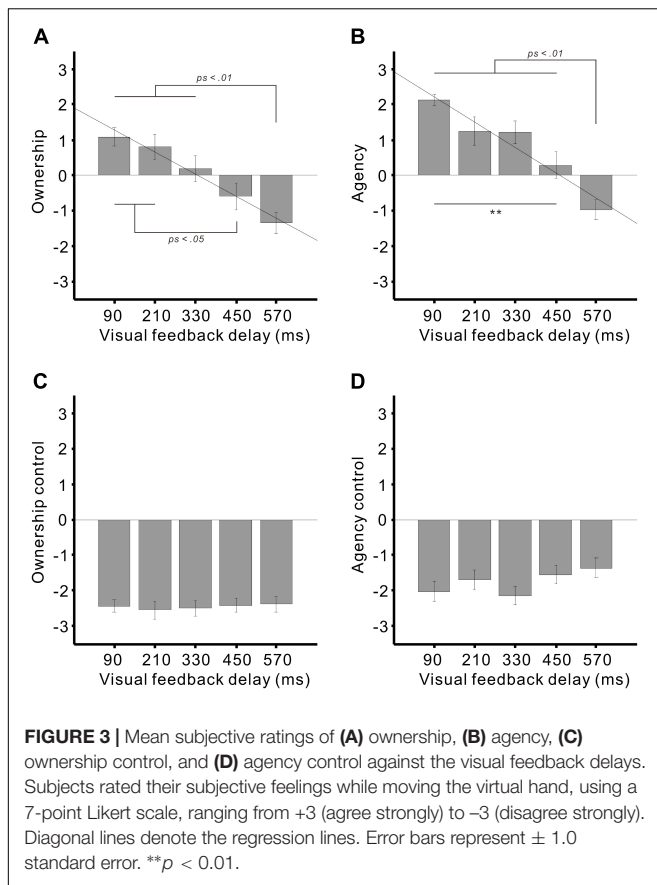 A
3
2
1
0
-1
-2
-3
Ownership
ps < .01
ps < .05
90 210 330 450 570
Visual feedback delay (ms)
B
3
2
1
0
-1
-2
-3
Agency
ps < .01
**
90 210 330 450 570
Visual feedback delay (ms)
C
3
2
1
0
-1
-2
-3
Ownership control
90 210 330 450 570
Visual feedback delay (ms)
D
3
2
1
0
-1
-2
-3
Agency control
90 210 330 450 570
Visual feedback delay (ms)
FIGURE 3 | Mean subjective ratings of (A) ownership, (B) agency, (C)
ownership control, and (D) agency control against the visual feedback delays.
Subjects rated their subjective feelings while moving the virtual hand, using a
7-point Likert scale, ranging from +3 (agree strongly) to –3 (disagree strongly).
Diagonal lines denote the regression lines. Error bars represent ± 1.0
standard error. **p < 0.01.